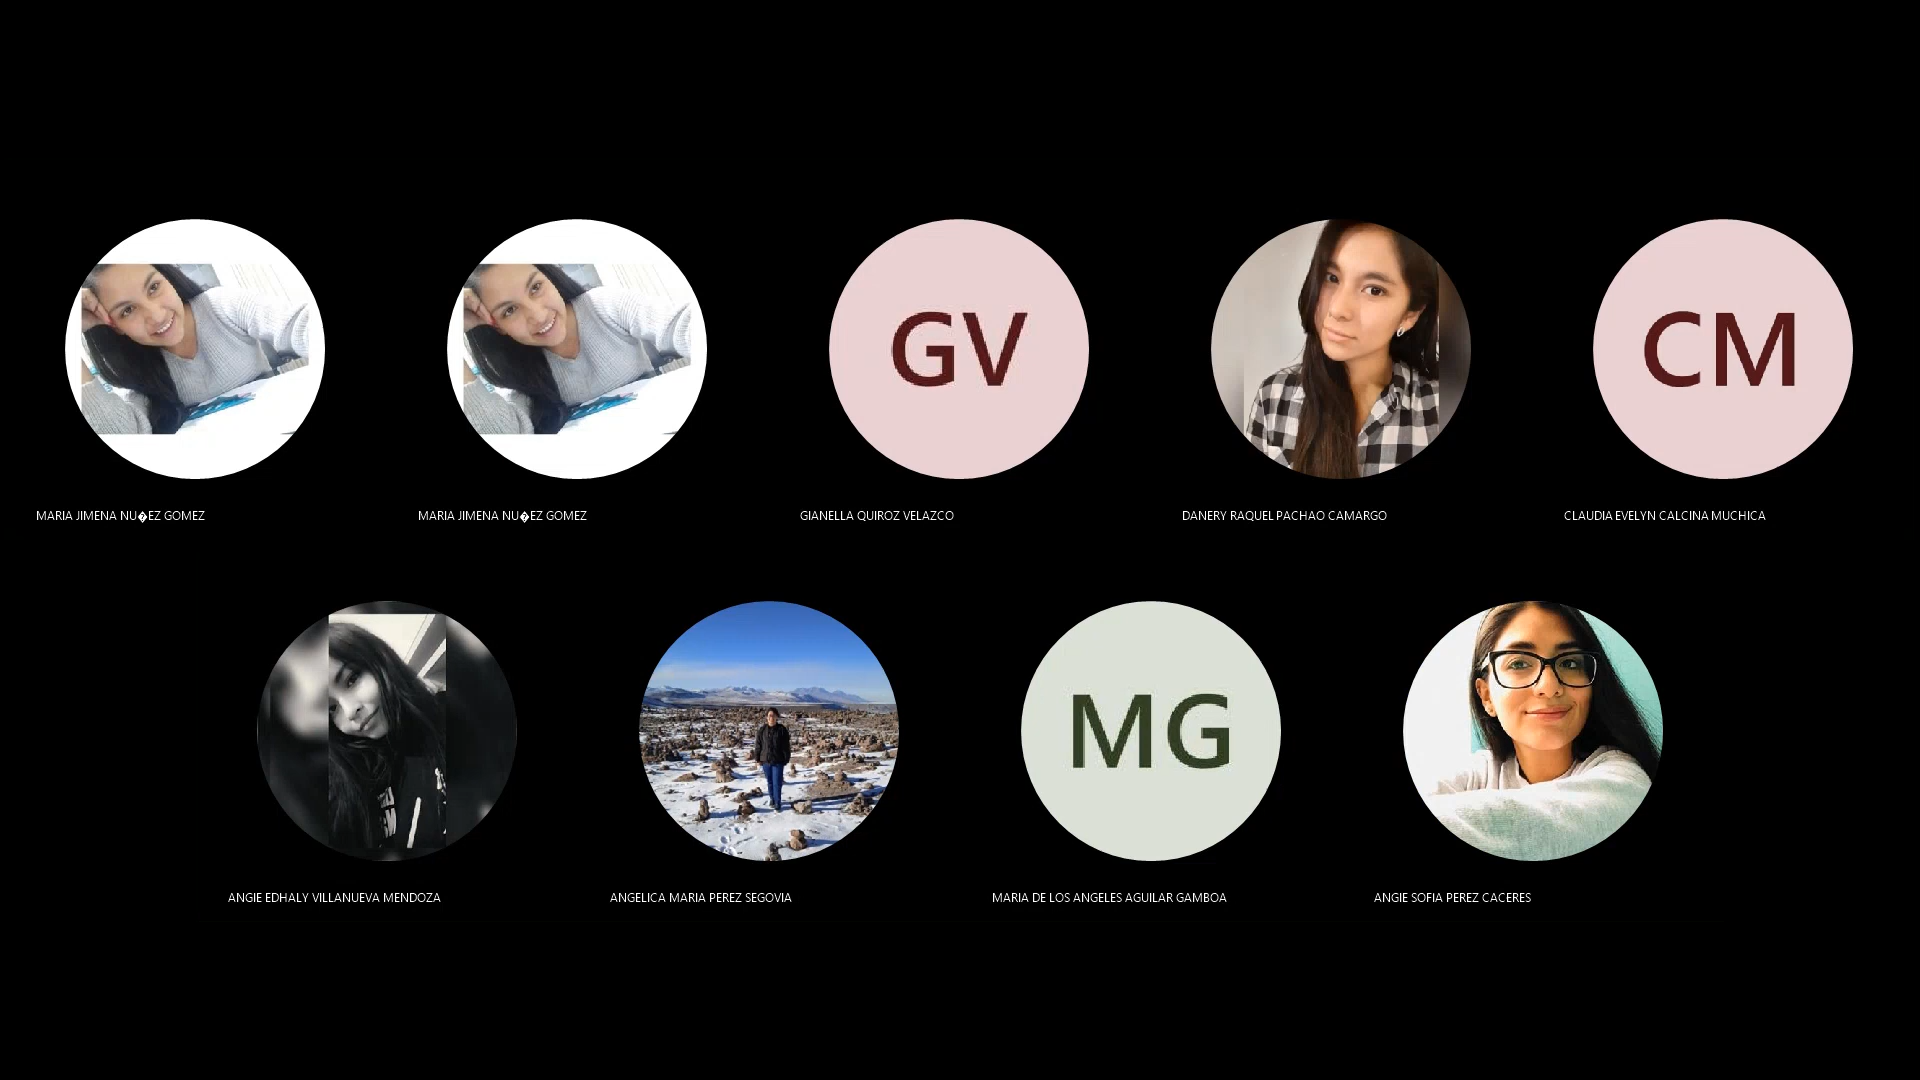 GV
CM
MARIA JIMENA NU�EZ GOMEZ
MARIA JIMENA NU�EZ GOMEZ
GIANELLA QUIROZ VELAZCO
DANERY RAQUEL PACHAO CAMARGO
CLAUDIA EVELYN CALCINA MUCHICA
MG
ANGIE EDHALY VILLANUEVA MENDOZA
ANGELICA MARIA PEREZ SEGOVIA
MARIA DE LOS ANGELES AGUILAR GAMBOA
ANGIE SOFIA PEREZ CACERES